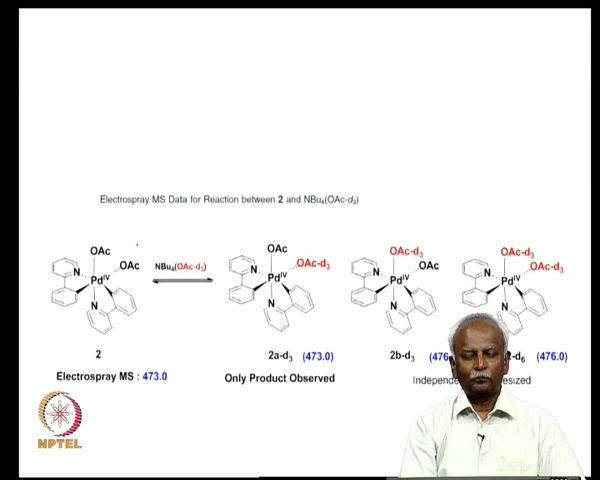 Electrospray MS Data for Reaction between 2 and NBu₄(OAc-d₃)
OAc OAc N Pd^IV N
NBu₄(OAc-d₃)
OAc OAc-d₃ N Pd^IV N
OAc-d₃ OAc N Pd^IV N
OAc-d₃ OAc-d₃ N Pd^IV N
2 2a-d₃ (473.0) 2b-d₃ -d₆ (476.0)
Electrospray MS : 473.0 Only Product Observed
NPTEL